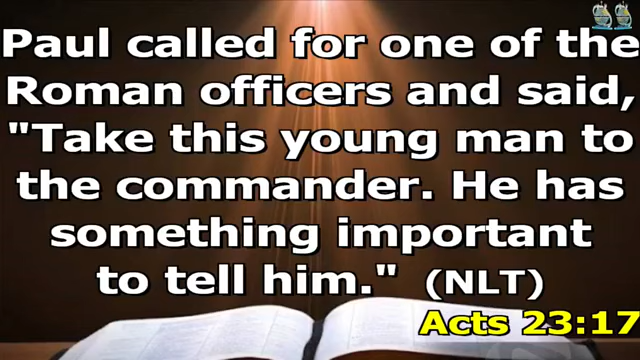 Paul called for one of the
Roman officers and said,
"Take this young man to
the commander. He has
something important
to tell him." (NLT)
Acts 23:17